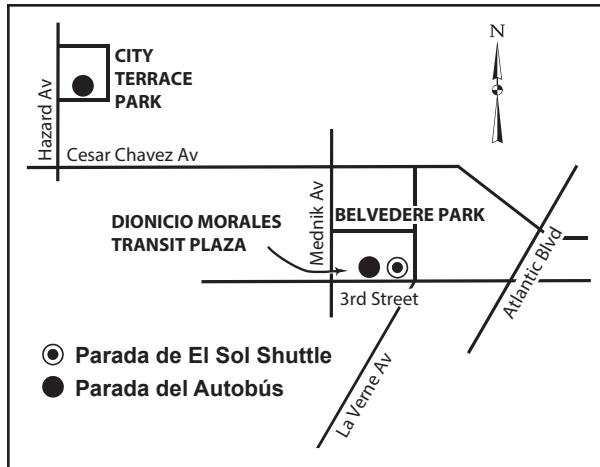 N
CITY
TERRACE
PARK
Hazard Av
Cesar Chavez Av
Mednik Av
DIONICIO MORALES
TRANSIT PLAZA
BELVEDERE PARK
Atlantic Blvd
3rd Street
La Verne Av
Parada de El Sol Shuttle
Parada del Autobús